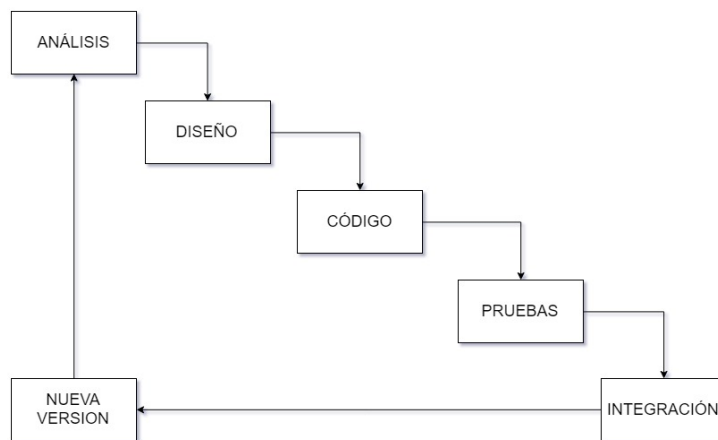 ANÁLISIS
DISEÑO
CÓDIGO
PRUEBAS
NUEVA
VERSION
INTEGRACIÓN